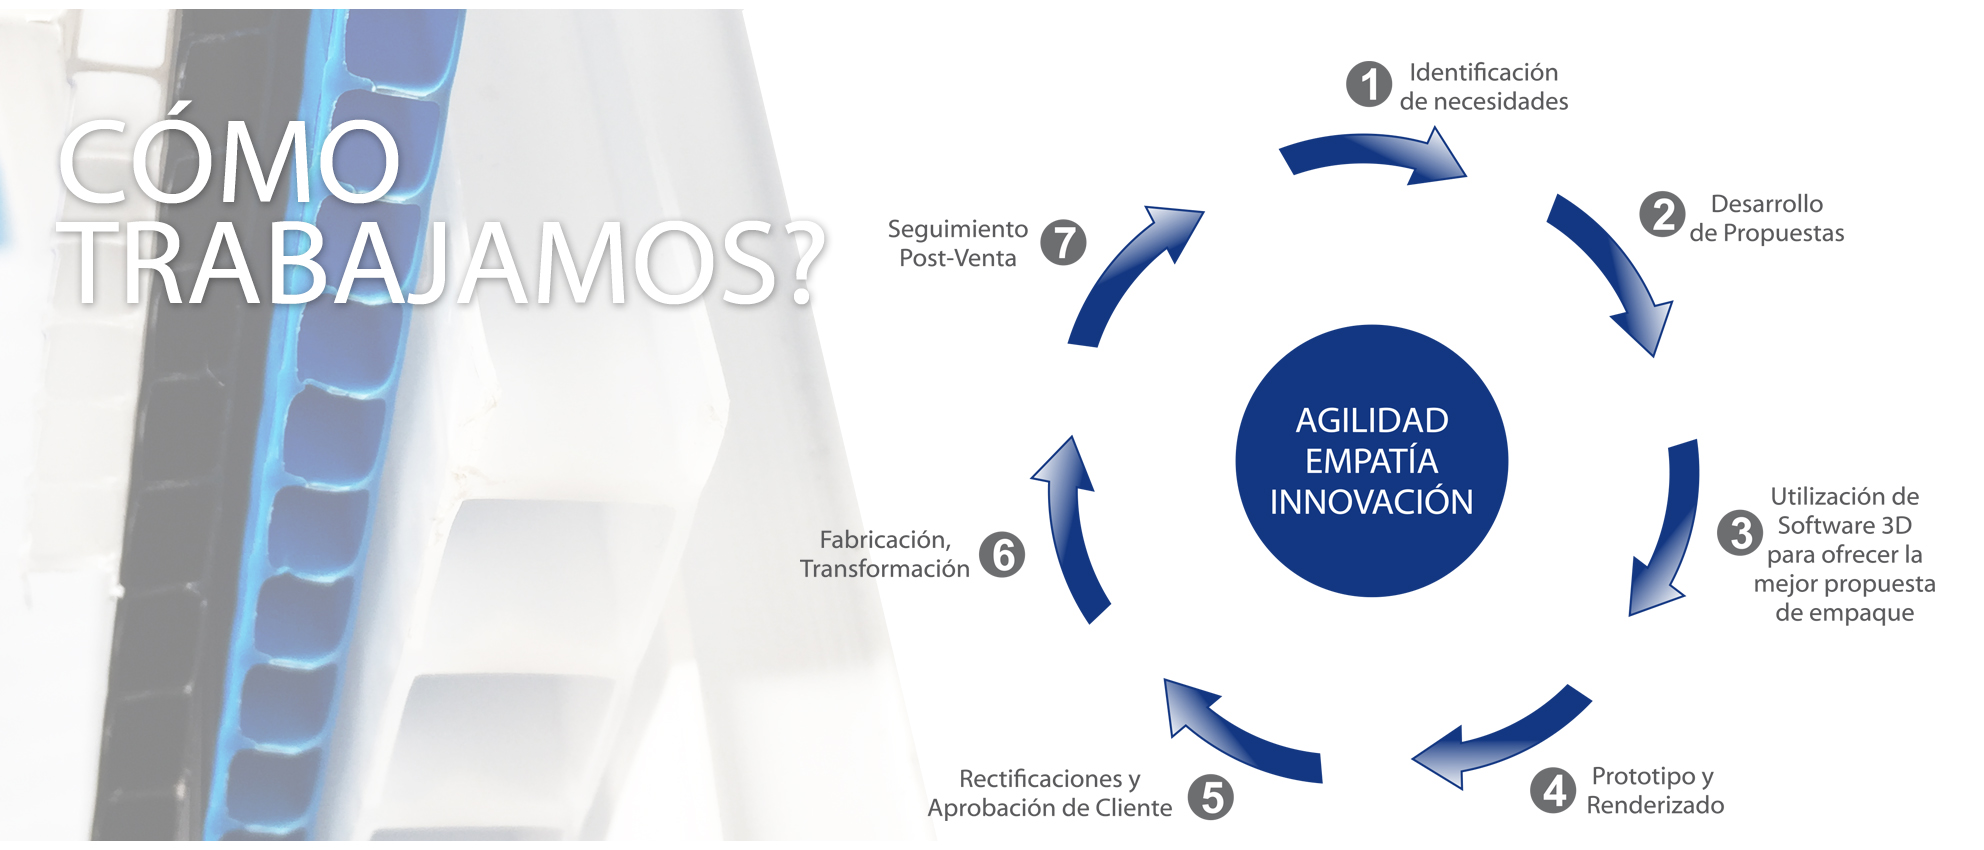 CÓMO
TRABAJAMOS?
1 Identificación
de necesidades
2 Desarrollo
de Propuestas
3 Utilización de
Software 3D
para ofrecer la
mejor propuesta
de empaque
4 Prototipo y
Renderizado
5 Rectificaciones y
Aprobación de Cliente
6 Fabricación,
Transformación
7 Seguimiento
Post-Venta
AGILIDAD
EMPATÍA
INNOVACIÓN